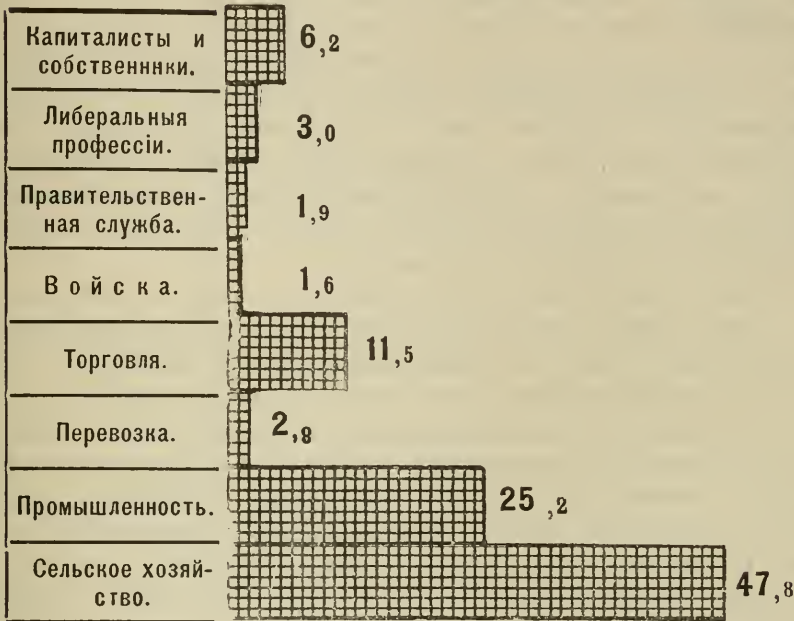 Капиталисты и
собственники.
6,2
Либеральныя
профессіи.
3,0
Правительствен-
ная служба.
1,9
Войска.
1,6
Торговля.
11,5
Перевозка.
2,8
Промышленность.
25,2
Сельское хозяй-
ство.
47,8